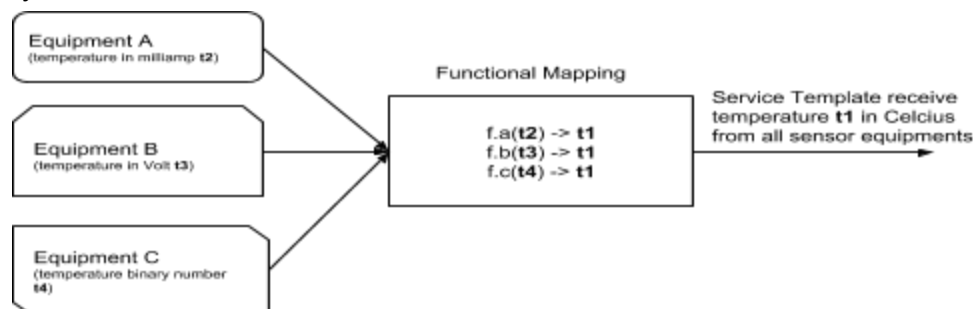 Equipment A
(temperature in milliamp t2)
Functional Mapping
Service Template receive
temperature t1 in Celcius
from all sensor equipments
f.a(t2) -> t1
f.b(t3) -> t1
f.c(t4) -> t1
Equipment B
(temperature in Volt t3)
Equipment C
(temperature binary number
t4)